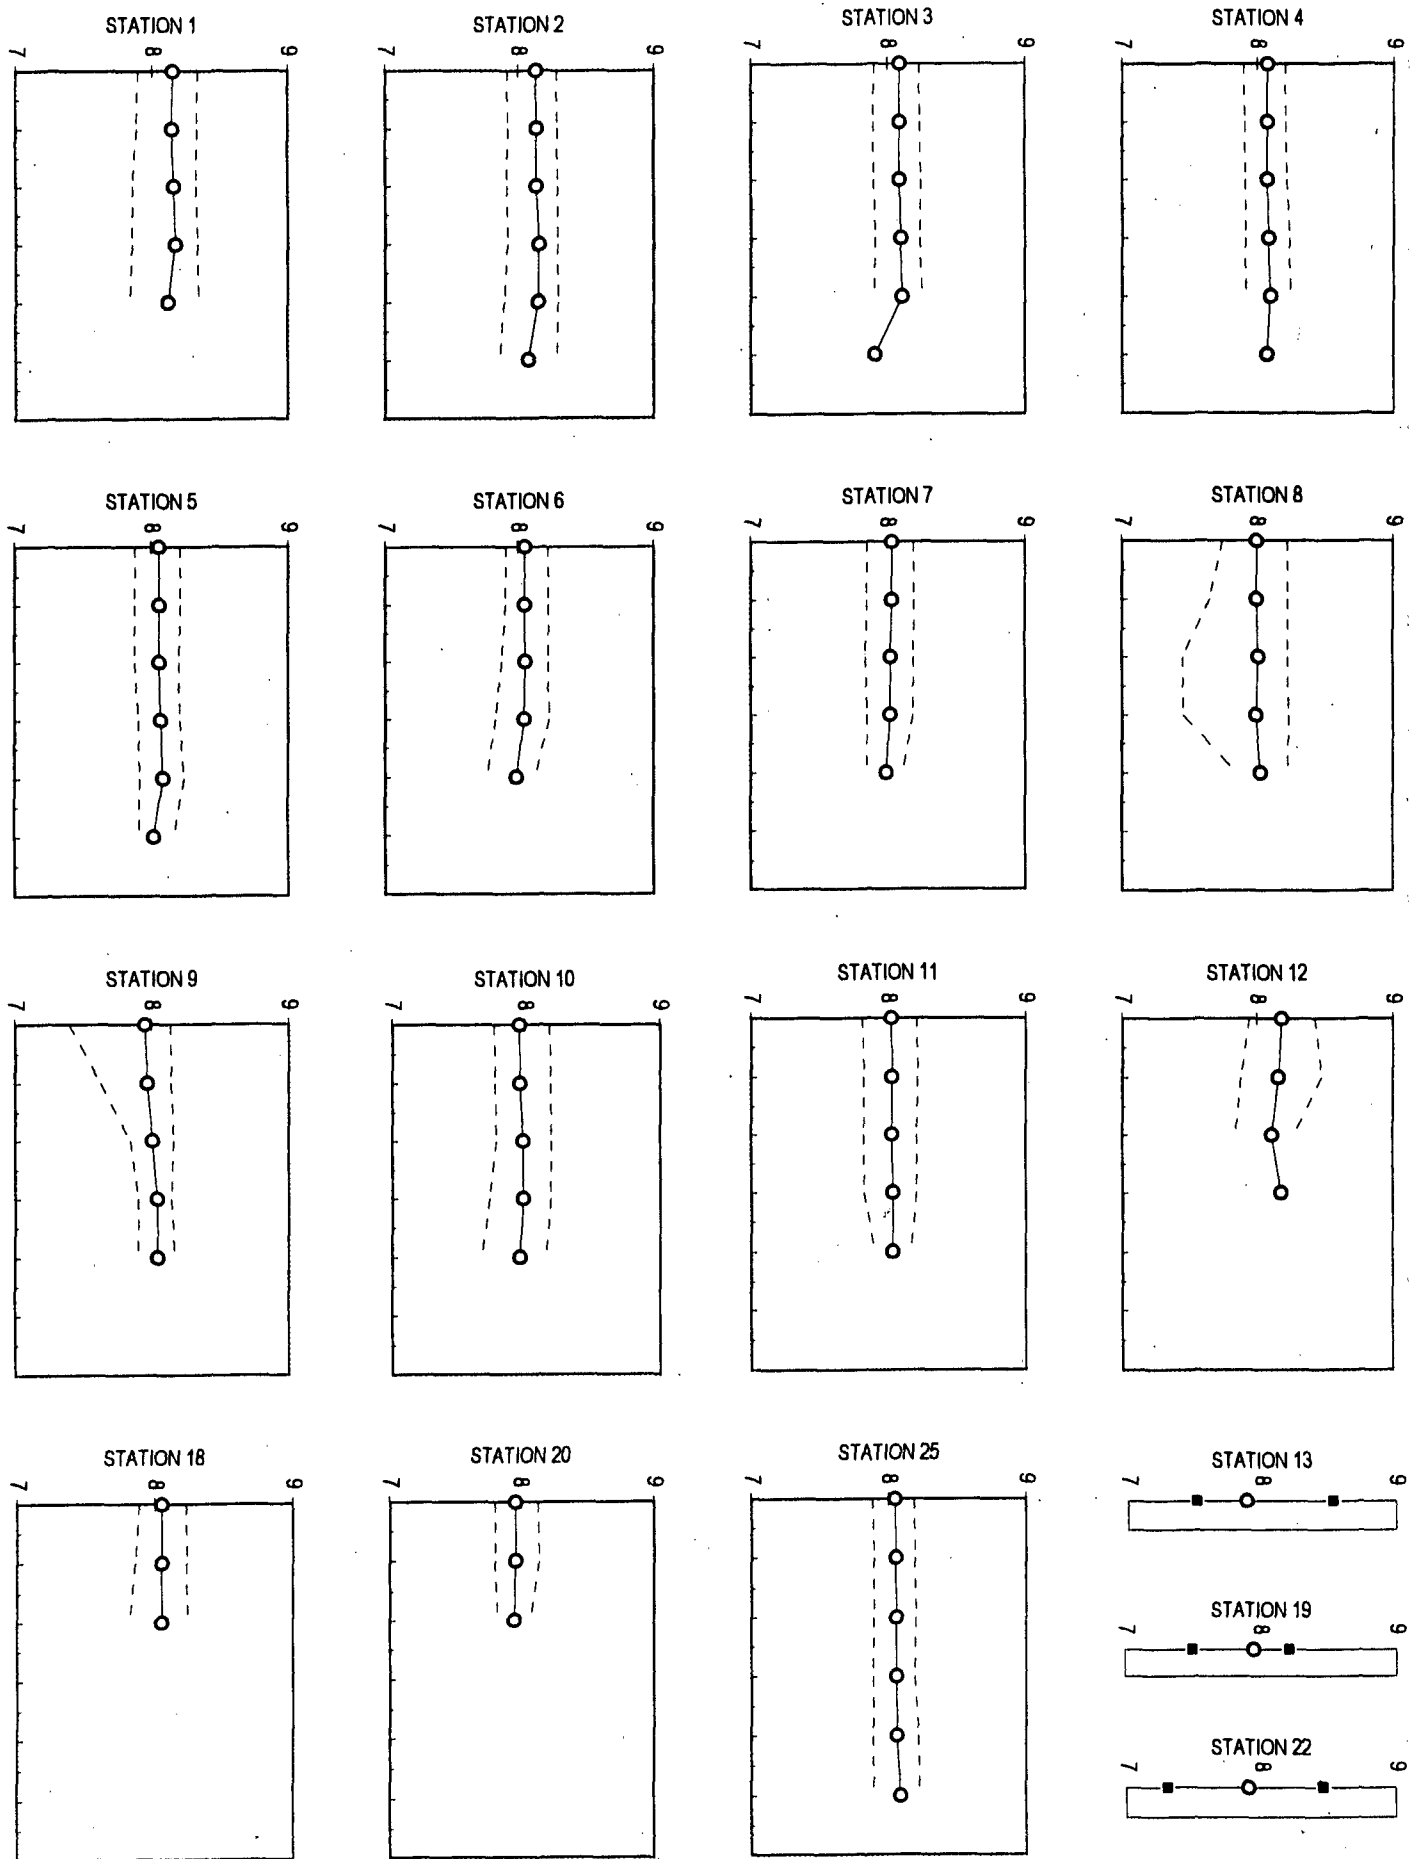 STATION 1
7 8 9
STATION 2
7 8 9
STATION 3
7 8 9
STATION 4
7 8 9
STATION 5
7 8 9
STATION 6
7 8 9
STATION 7
7 8 9
STATION 8
7 8 9
STATION 9
7 8 9
STATION 10
7 8 9
STATION 11
7 8 9
STATION 12
7 8 9
STATION 18
7 8 9
STATION 20
7 8 9
STATION 25
7 8 9
STATION 13
7 8 9
STATION 19
7 8 9
STATION 22
7 8 9